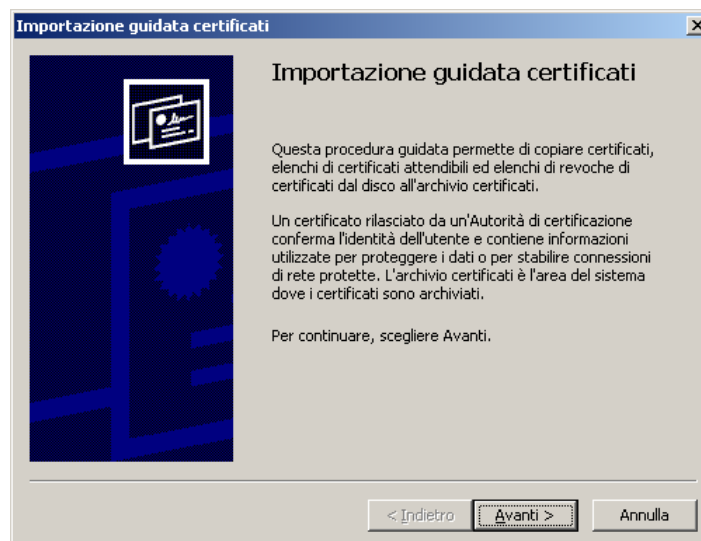 Importazione guidata certificati
Importazione guidata certificati
Questa procedura guidata permette di copiare certificati,
elenchi di certificati attendibili ed elenchi di revoche di
certificati dal disco all'archivio certificati.
Un certificato rilasciato da un'Autorità di certificazione
conferma l'identità dell'utente e contiene informazioni
utilizzate per proteggere i dati o per stabilire connessioni
di rete protette. L'archivio certificati è l'area del sistema
dove i certificati sono archiviati.
Per continuare, scegliere Avanti.
< Indietro Avanti > Annulla